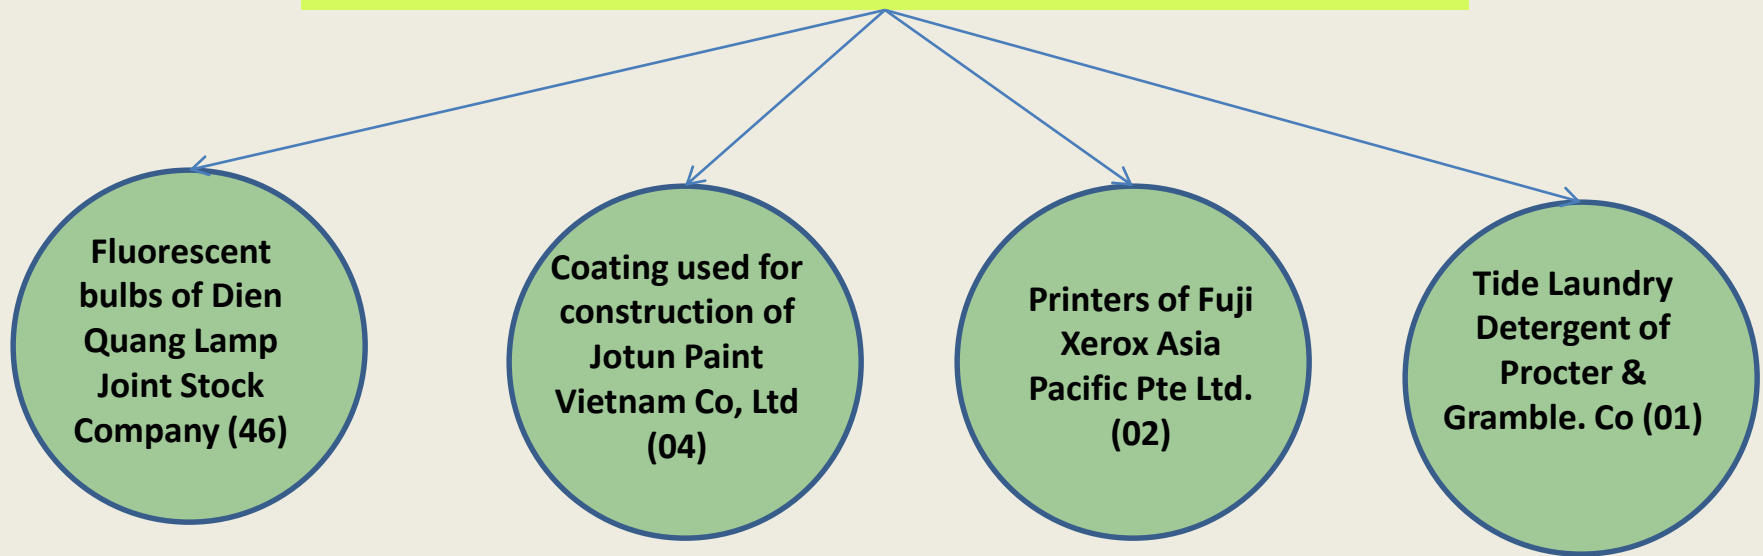 Fluorescent
bulbs of Dien
Quang Lamp
Joint Stock
Company (46)
Coating used for
construction of
Jotun Paint
Vietnam Co, Ltd
(04)
Printers of Fuji
Xerox Asia
Pacific Pte Ltd.
(02)
Tide Laundry
Detergent of
Procter &
Gramble. Co (01)